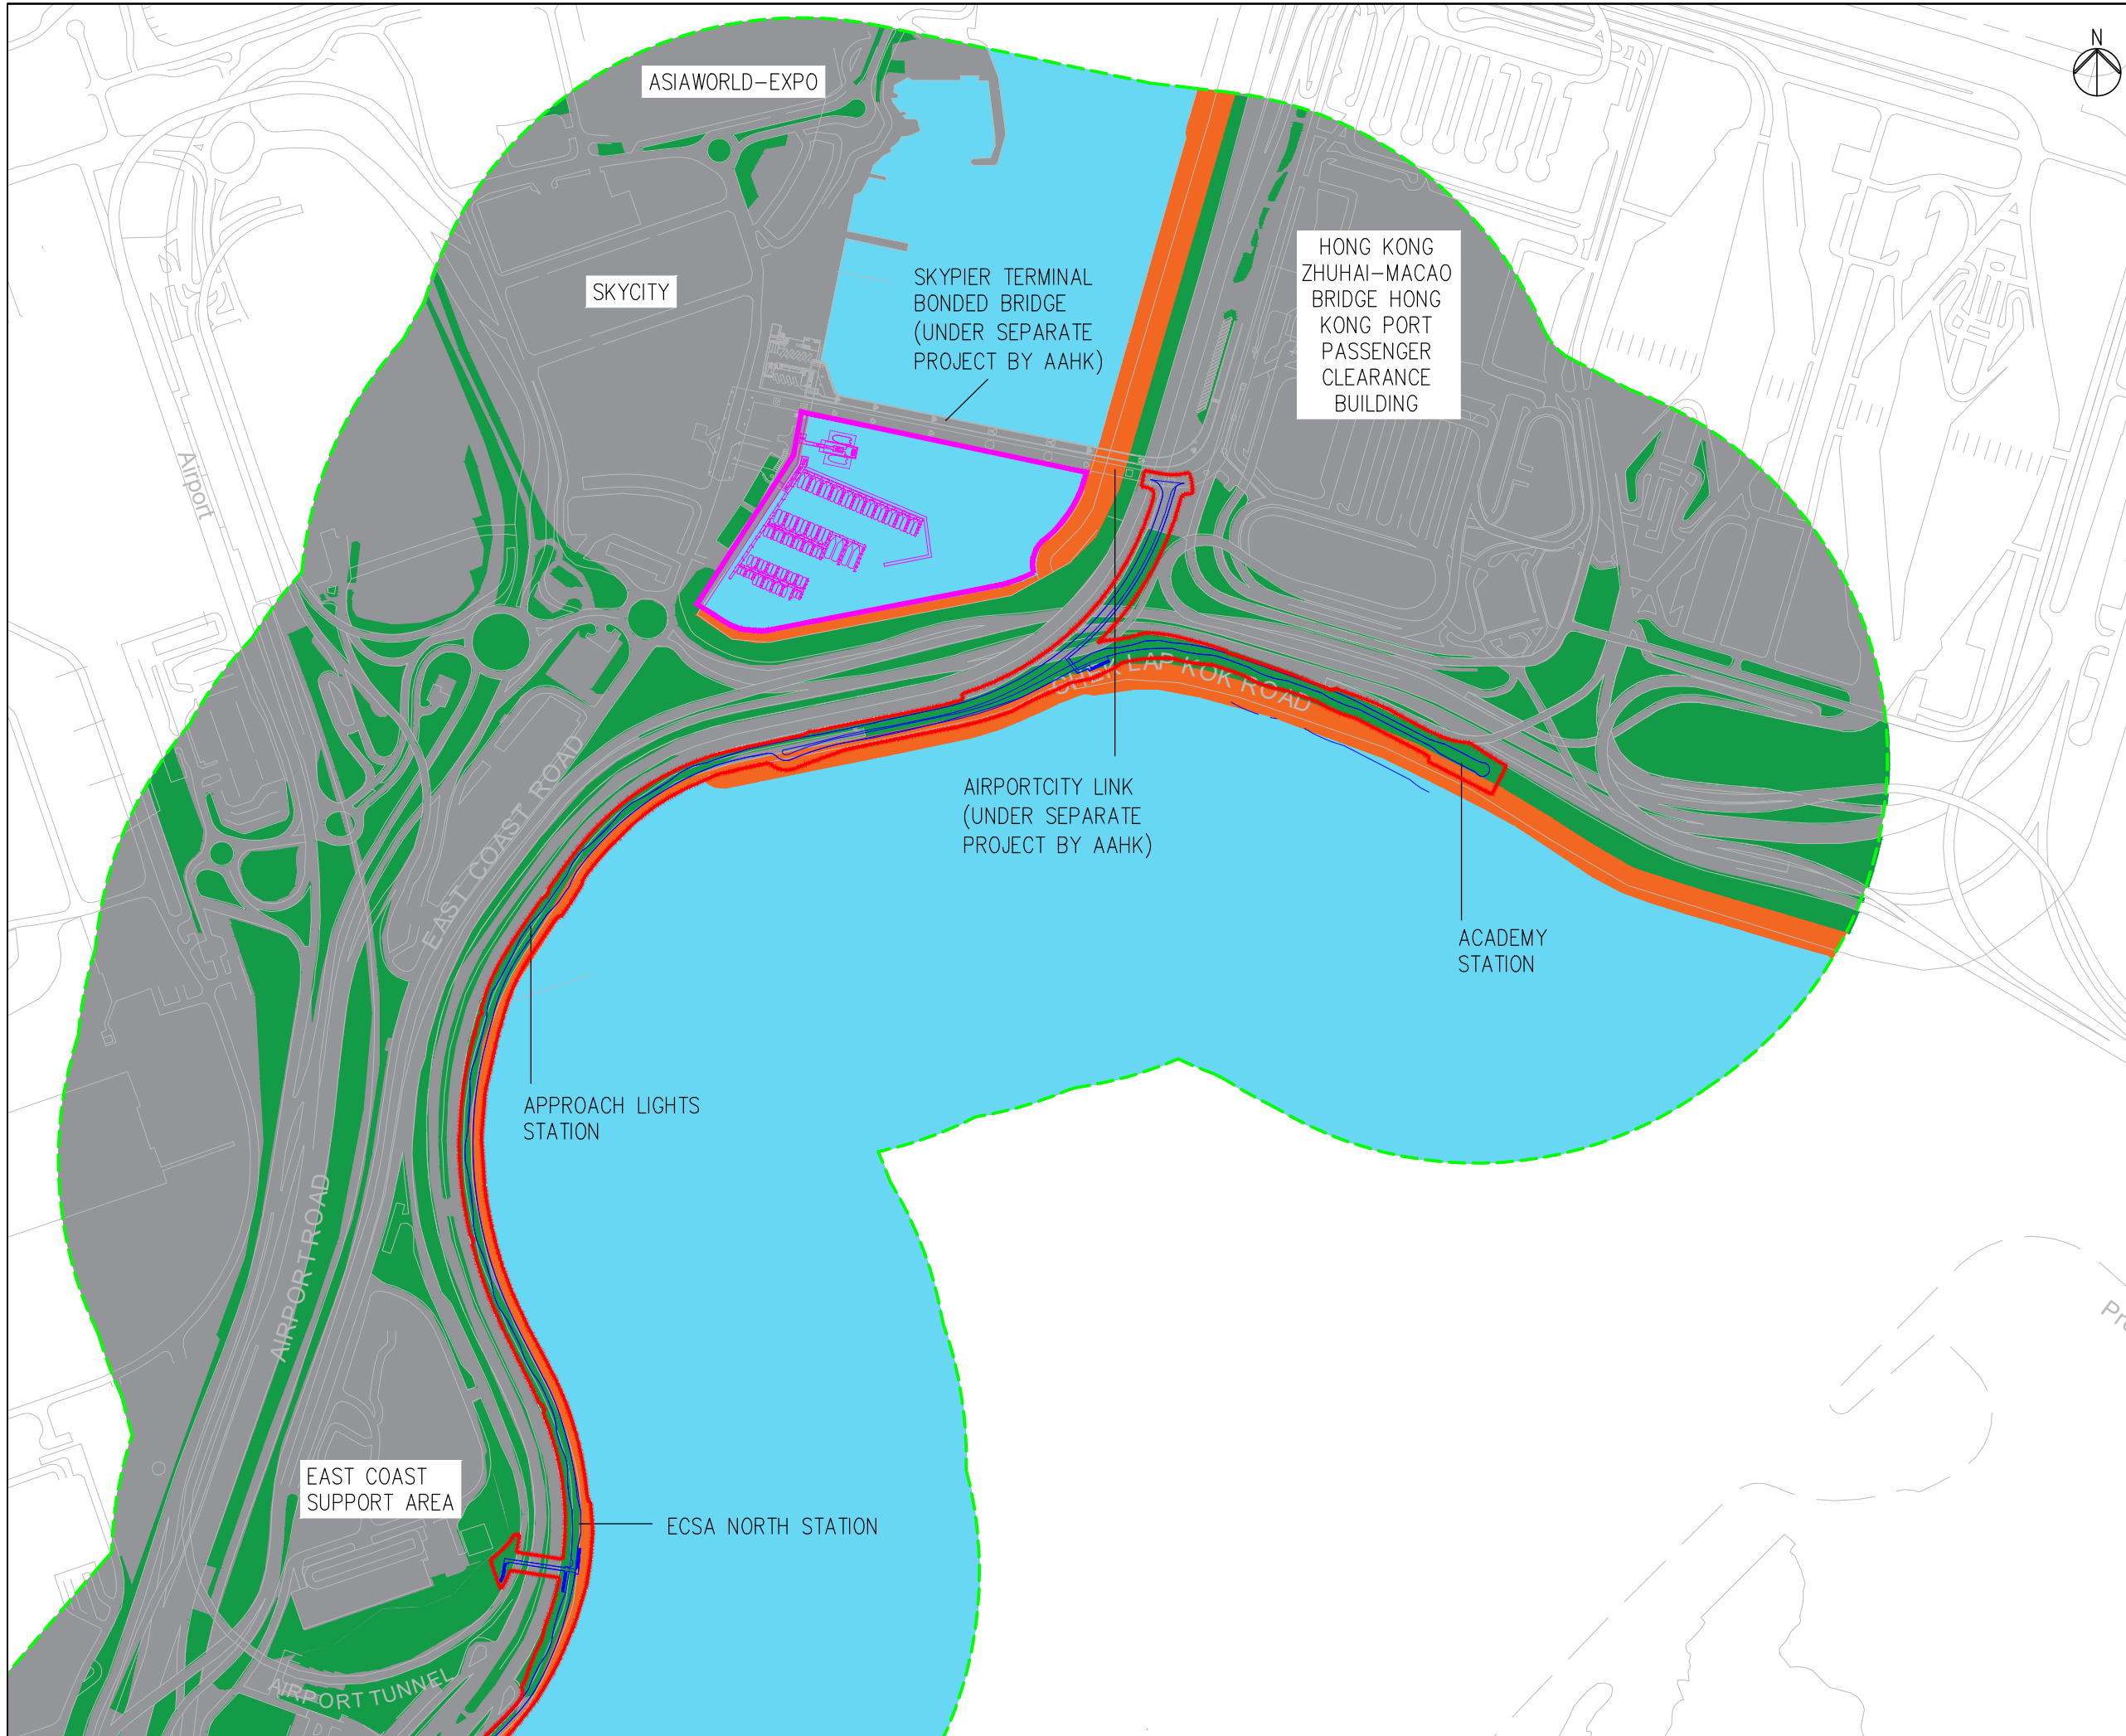 N
ASIAWORLD-EXPO
HONG KONG
ZHUHAI-MACAO
BRIDGE HONG
KONG PORT
PASSENGER
CLEARANCE
BUILDING
SKYPIER TERMINAL
BONDED BRIDGE
(UNDER SEPARATE
PROJECT BY AAHK)
SKYCITY
Airport
CHEK LAP KOK ROAD
EAST COAST ROAD
AIRPORTCITY LINK
(UNDER SEPARATE
PROJECT BY AAHK)
ACADEMY
STATION
APPROACH LIGHTS
STATION
AIRPORT ROAD
EAST COAST
SUPPORT AREA
ECSA NORTH STATION
AIRPORT TUNNEL